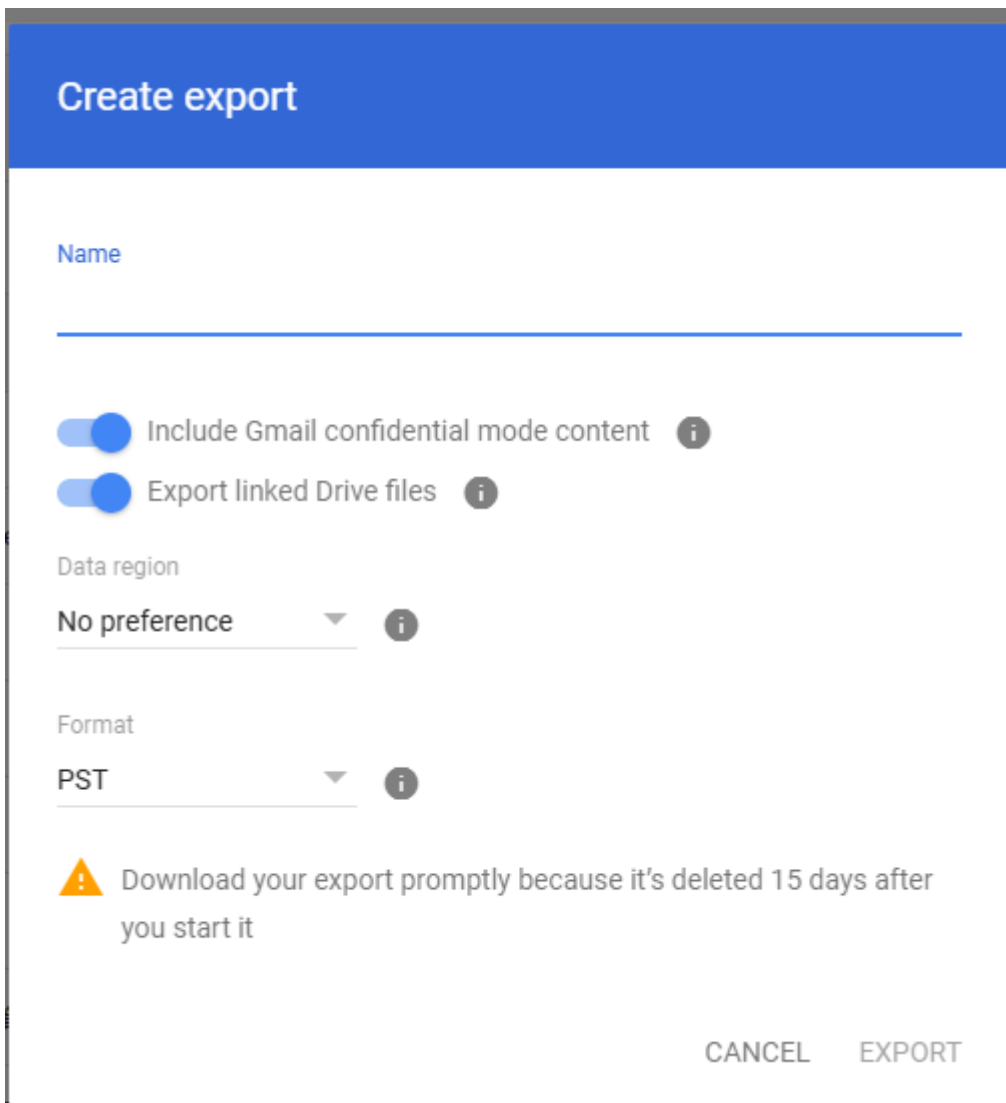 Create export
Name
Include Gmail confidential mode content
Export linked Drive files
Data region
No preference
Format
PST
Download your export promptly because it’s deleted 15 days after
you start it
CANCEL EXPORT